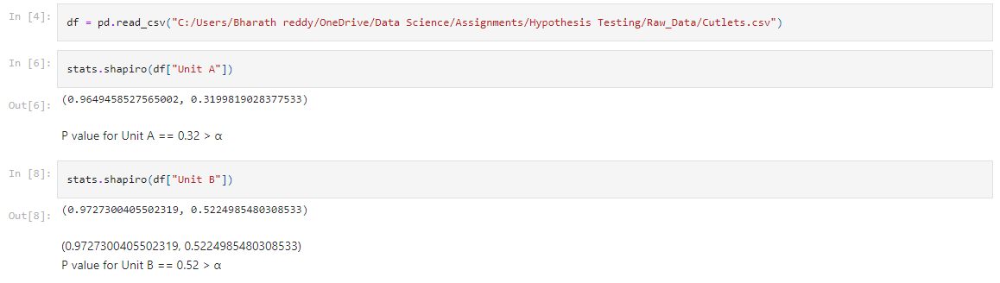 In [4]: df = pd.read_csv("C:/Users/Bharath reddy/OneDrive/Data Science/Assignments/Hypothesis Testing/Raw_Data/Cutlets.csv")
In [6]: stats.shapiro(df["Unit A"])
Out[6]: (0.9649458527565002, 0.3199819028377533)
P value for Unit A == 0.32 > α
In [8]: stats.shapiro(df["Unit B"])
Out[8]: (0.9727300405502319, 0.5224985480308533)
(0.9727300405502319, 0.5224985480308533)
P value for Unit B == 0.52 > α